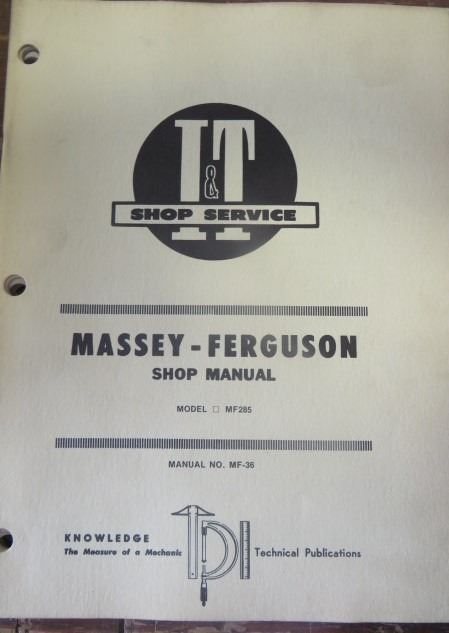 I&T
SHOP SERVICE
MASSEY-FERGUSON
SHOP MANUAL
MODEL □ MF285
MANUAL NO. MF-36
KNOWLEDGE
The Measure of a Mechanic
TPI
Technical Publications